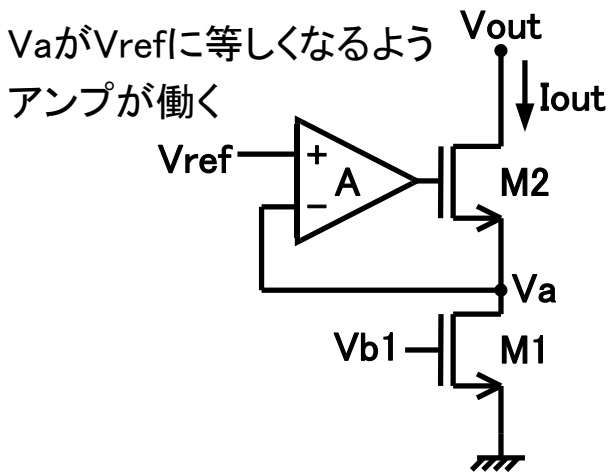 VaがVrefに等しくなるよう
アンプが働く
Vout
Iout
Vref
+
A
−
M2
Va
Vb1
M1